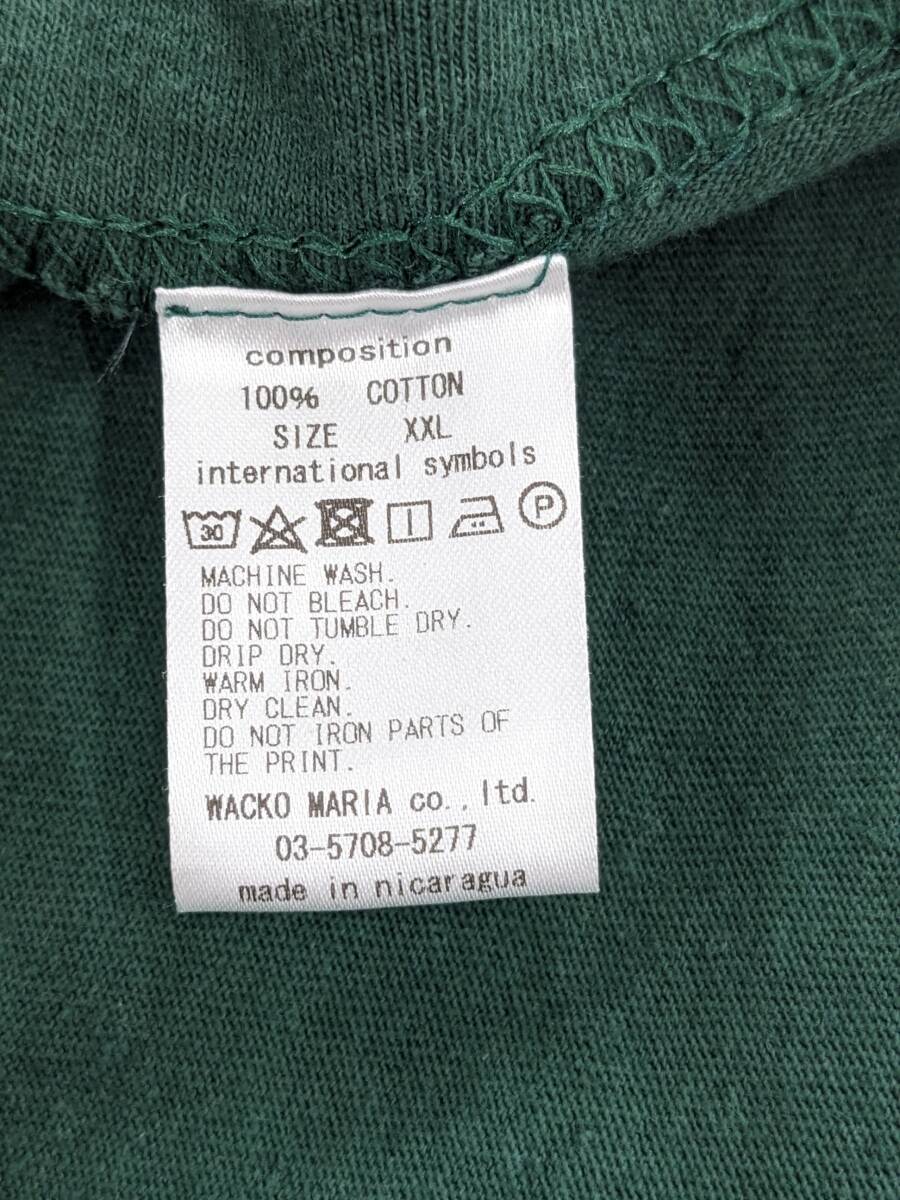 composition
100% COTTON
SIZE XXL
international symbols
30 P
MACHINE WASH.
DO NOT BLEACH.
DO NOT TUMBLE DRY.
DRIP DRY.
WARM IRON.
DRY CLEAN.
DO NOT IRON PARTS OF
THE PRINT.
WACKO MARIA co., ltd.
03-5708-5277
made in nicaragua